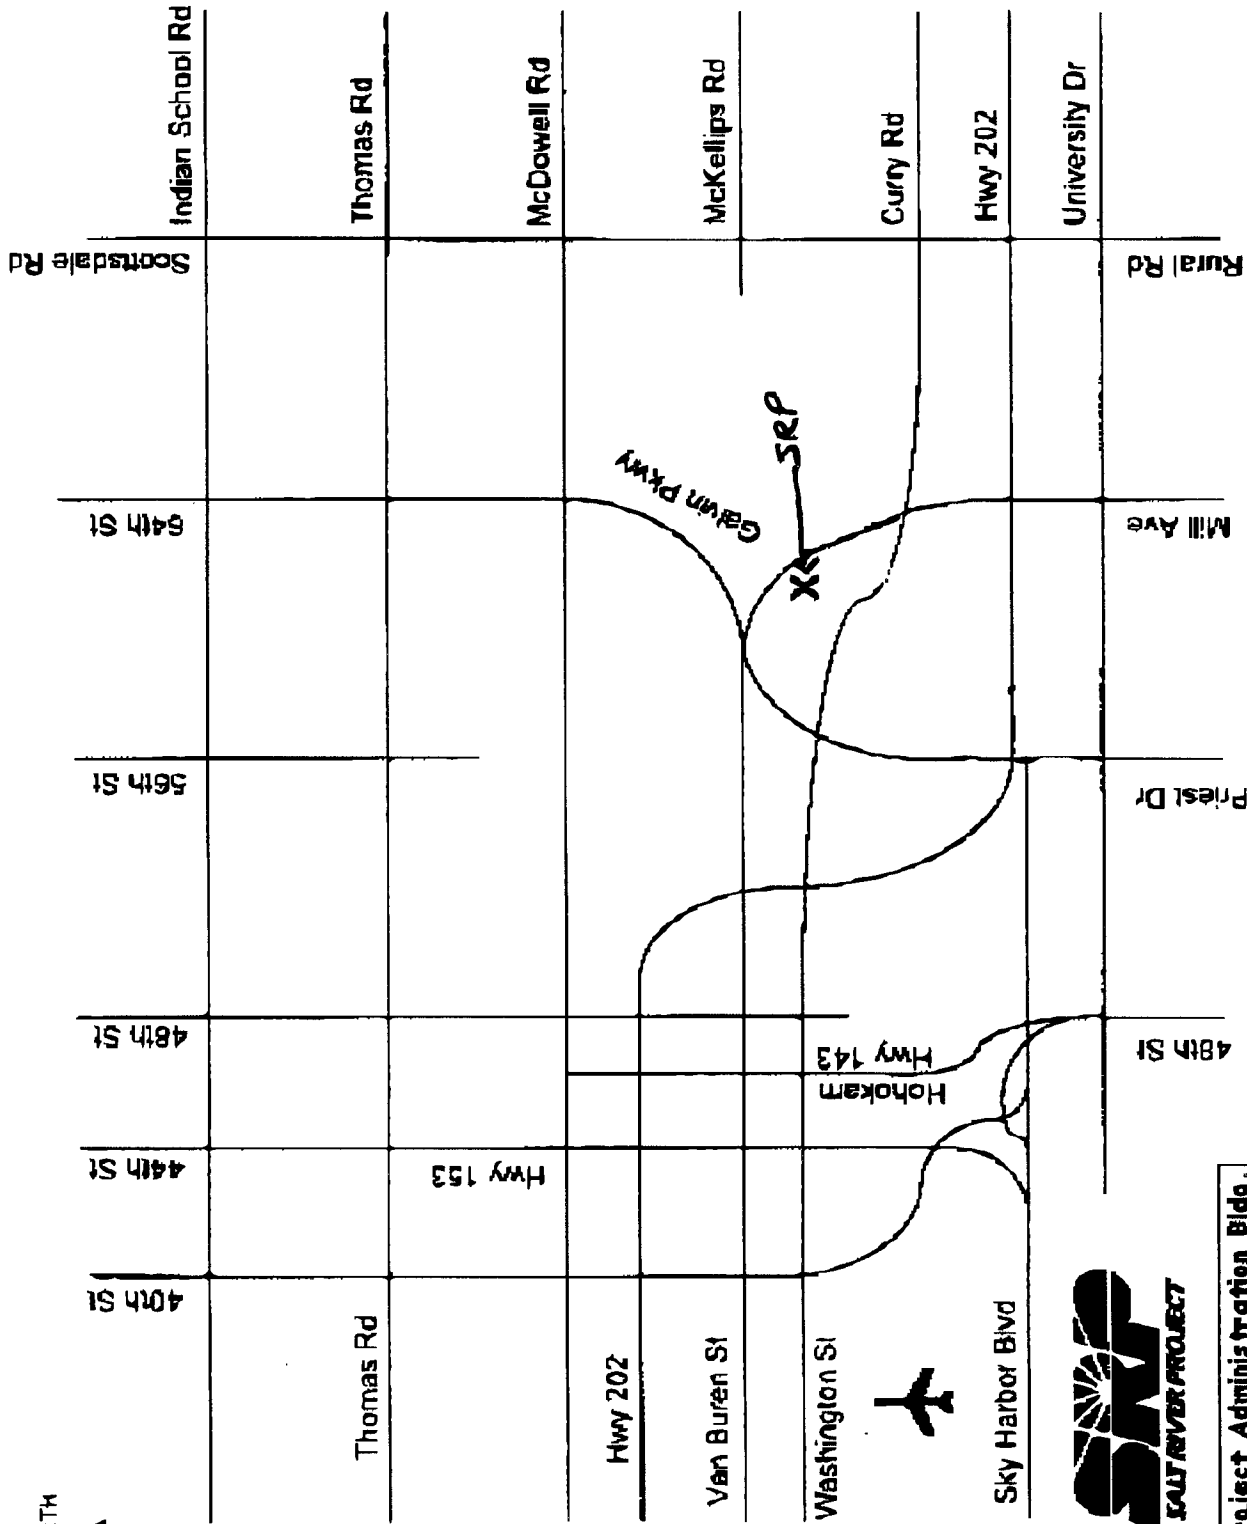 Indian School Rd
Thomas Rd
McDowell Rd
McKellips Rd
Curry Rd
Hwy 202
University Dr
Scottsdale Rd
Rural Rd
64th St
Galvin Pkwy
SRP
X
Mill Ave
56th St
Priest Dr
48th St
Hwy 143
Hohokam
48th St
44th St
Hwy 153
40th St
Thomas Rd
Hwy 202
Van Buren St
Washington St
Sky Harbor Blvd
SALT RIVER PROJECT
Administration Bldg.